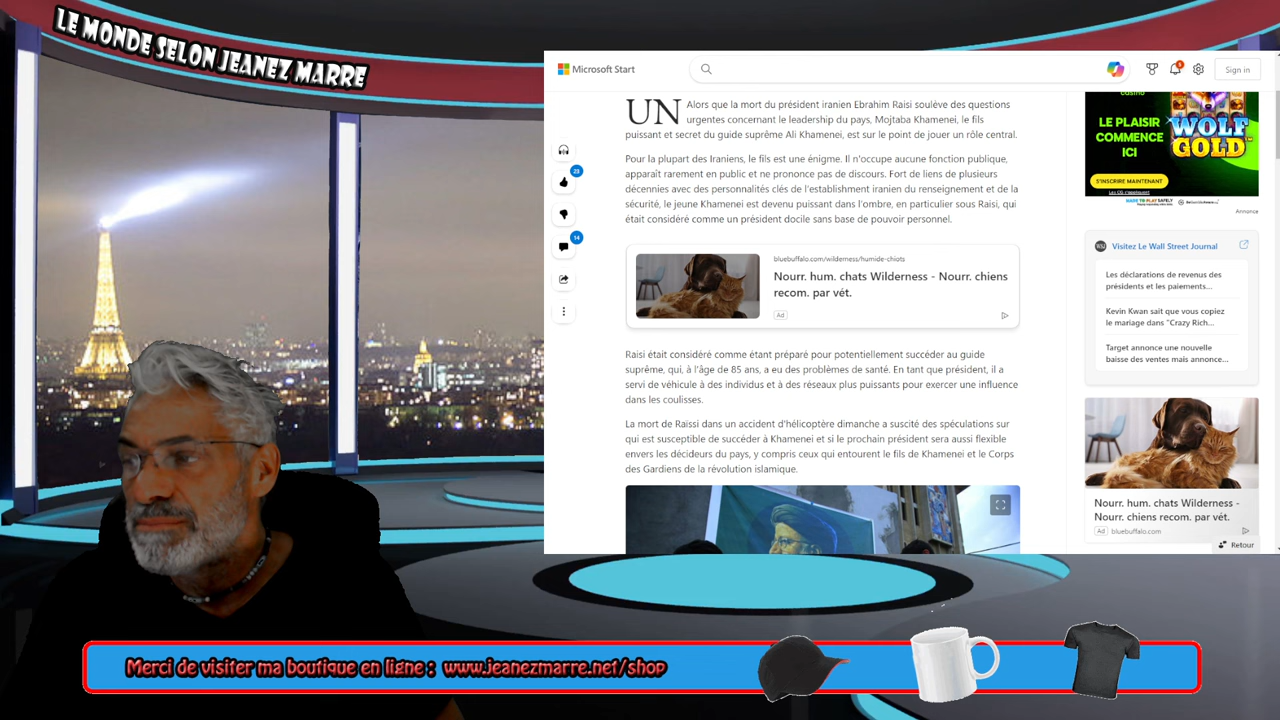 LE MONDE SELON JEANEZ MARRE
Microsoft Start
Sign in
UN Alors que la mort du président iranien Ebrahim Raisi soulève des questions
urgentes concernant le leadership du pays, Mojtaba Khamenei, le fils
puissant et secret du guide suprême Ali Khamenei, est sur le point de jouer un rôle central.
Pour la plupart des Iraniens, le fils est une énigme. Il n'occupe aucune fonction publique,
apparaît rarement en public et ne prononce pas de discours. Fort de liens de plusieurs
décennies avec des personnalités clés de l'establishment iranien du renseignement et de la
sécurité, le jeune Khamenei est devenu puissant dans l'ombre, en particulier sous Raisi, qui
était considéré comme un président docile sans base de pouvoir personnel.
23
14
bluebuffalo.com/wilderness/humide-chiots
Nourr. hum. chats Wilderness - Nourr. chiens
recom. par vét.
Ad
Raisi était considéré comme étant préparé pour potentiellement succéder au guide
suprême, qui, à l'âge de 85 ans, a eu des problèmes de santé. En tant que président, il a
servi de véhicule à des individus et à des réseaux plus puissants pour exercer une influence
dans les coulisses.
La mort de Raïssi dans un accident d'hélicoptère dimanche a suscité des spéculations sur
qui est susceptible de succéder à Khamenei et si le prochain président sera aussi flexible
envers les décideurs du pays, y compris ceux qui entourent le fils de Khamenei et le Corps
des Gardiens de la révolution islamique.
casino
LE PLAISIR
COMMENCE
ICI
WOLF
GOLD
S'INSCRIRE MAINTENANT
Annonce
WSJ
Visitez Le Wall Street Journal
Les déclarations de revenus des
présidents et les paiements...
Kevin Kwan sait que vous copiez
le mariage dans "Crazy Rich...
Target annonce une nouvelle
baisse des ventes mais annonce...
Nourr. hum. chats Wilderness -
Nourr. chiens recom. par vét.
Ad bluebuffalo.com
Retour
Merci de visiter ma boutique en ligne : www.jeanezmarre.net/shop